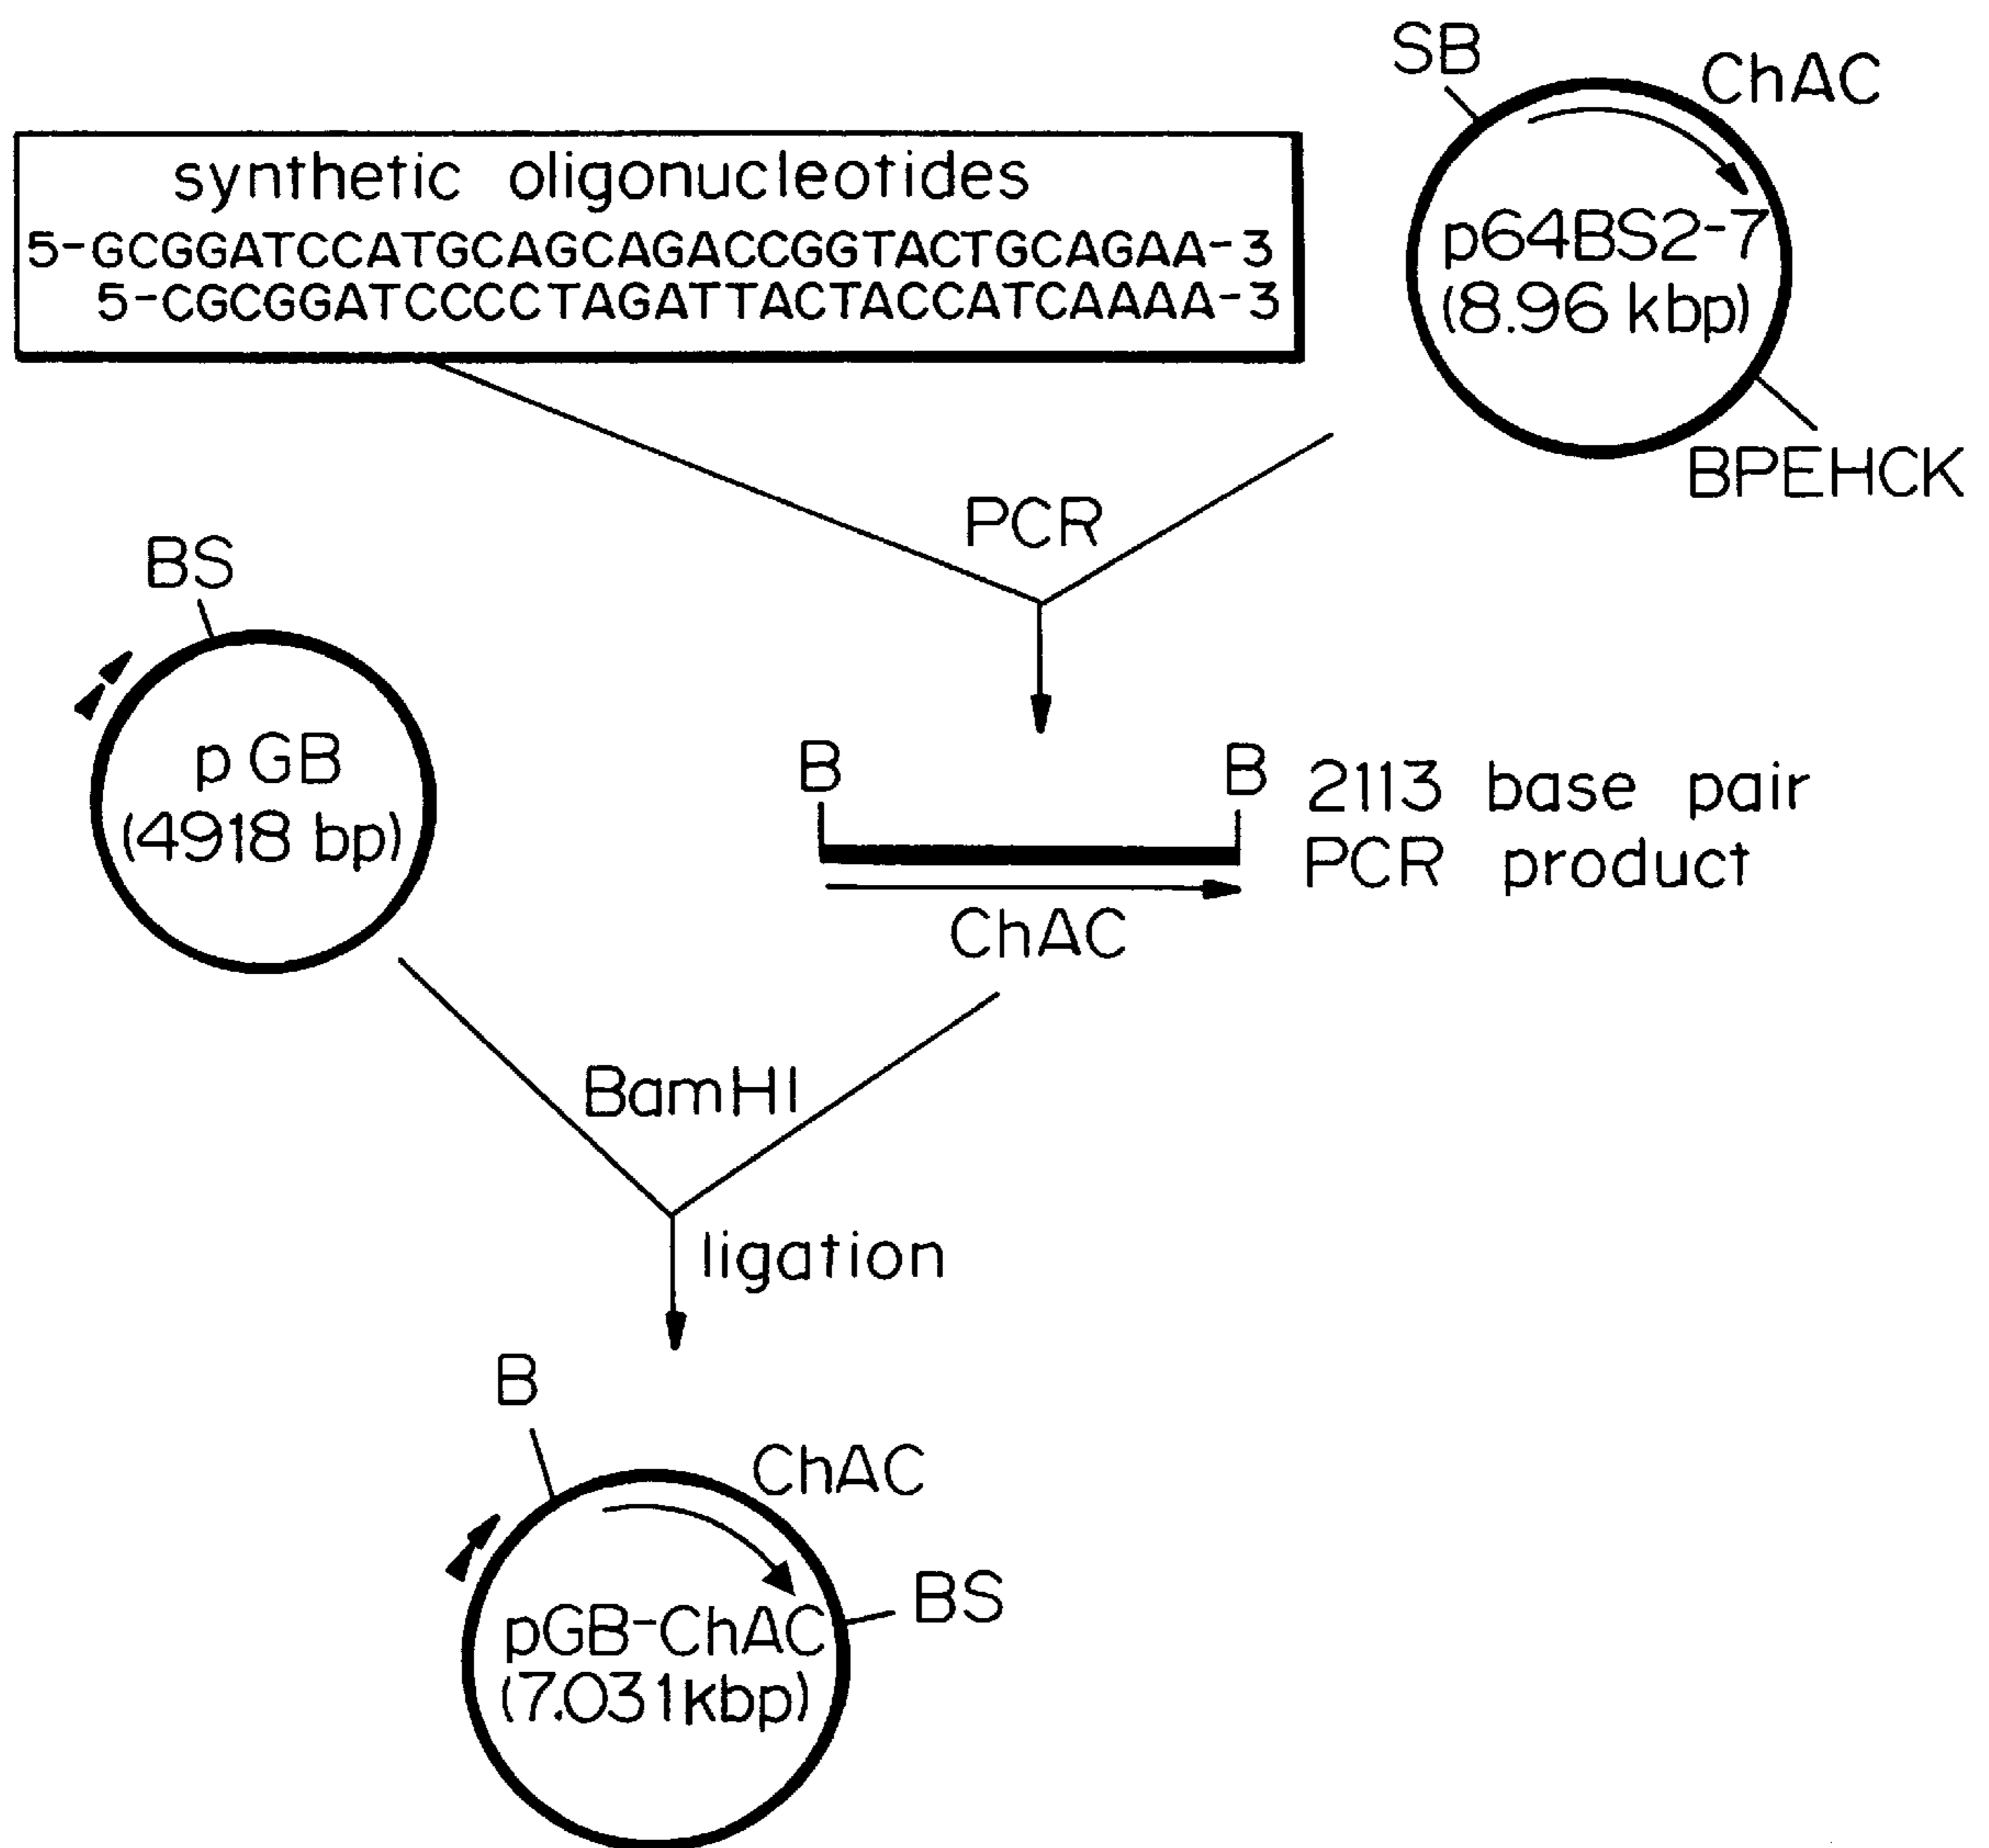 SB
ChAC
synthetic oligonucleotides
5-GCGGATCCATGCAGCAGACCGGTACTGCAGAA-3
5-CGCGGATCCCCTAGATTACTACCATCAAAA-3
p64BS2-7
(8.96 kbp)
BPEHCK
PCR
BS
pGB
(4918 bp)
B
B
2113 base pair
PCR product
ChAC
BamHI
ligation
B
ChAC
BS
pGB-ChAC
(7.031kbp)